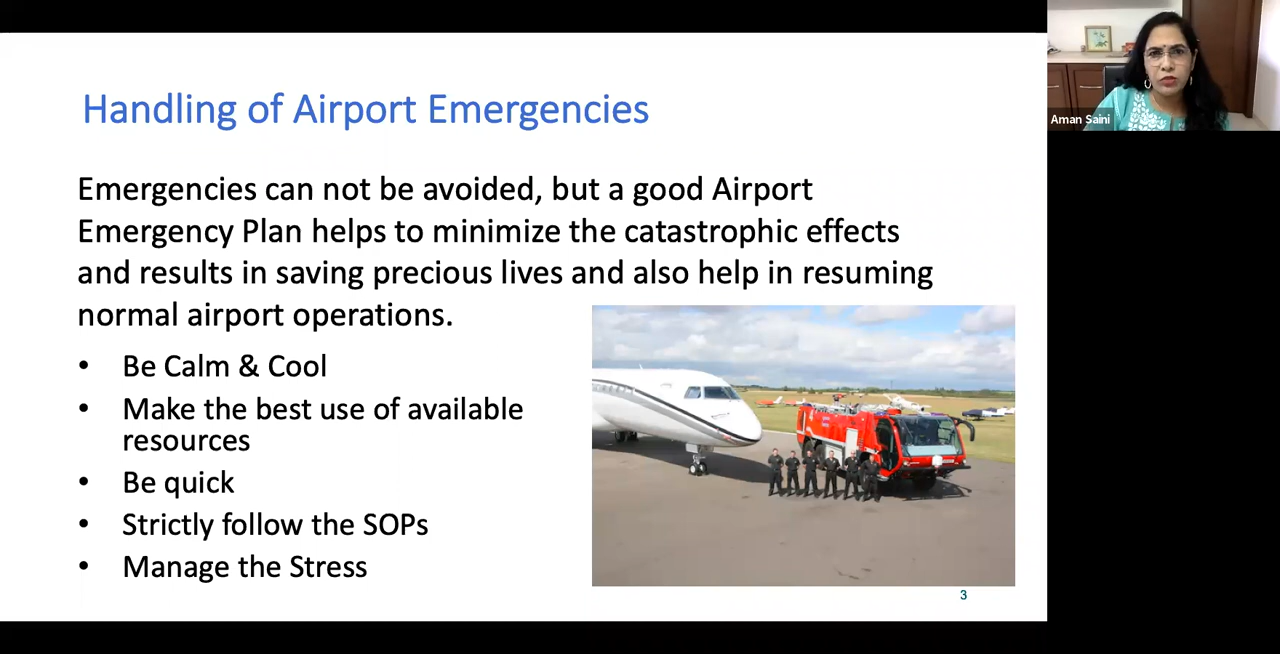 Handling of Airport Emergencies
Emergencies can not be avoided, but a good Airport
Emergency Plan helps to minimize the catastrophic effects
and results in saving precious lives and also help in resuming
normal airport operations.
• Be Calm & Cool
• Make the best use of available
resources
• Be quick
• Strictly follow the SOPs
• Manage the Stress
3
Aman Saini